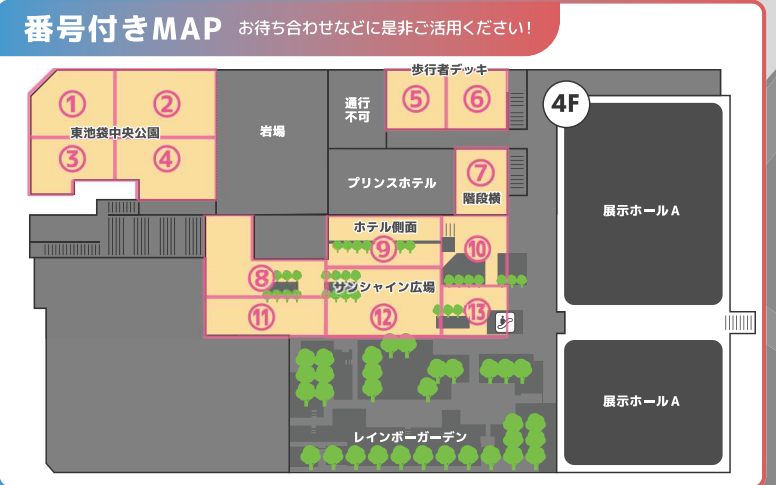 番号付きMAP お待ち合わせなどに是非ご活用ください!
歩行者デッキ
① ②
東池袋中央公園
③ ④
岩場
通行
不可
⑤ ⑥
4F
プリンスホテル
⑦
階段横
展示ホールA
ホテル側面
⑨
⑩
⑧
サンシャイン広場
⑪ ⑫ ⑬
展示ホールA
レインボーガーデン